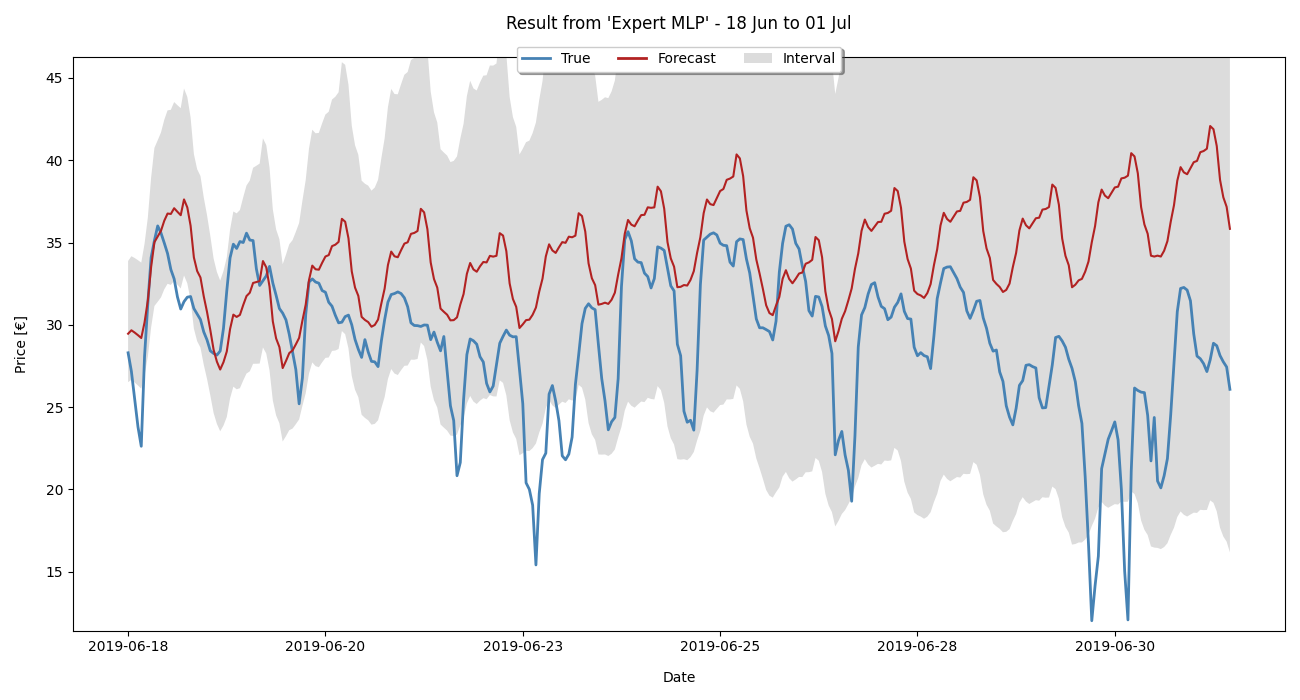 Result from 'Expert MLP' - 18 Jun to 01 Jul
True Forecast Interval
45
40
35
30
25
20
15
Price [€]
2019-06-18 2019-06-20 2019-06-23 2019-06-25 2019-06-28 2019-06-30
Date